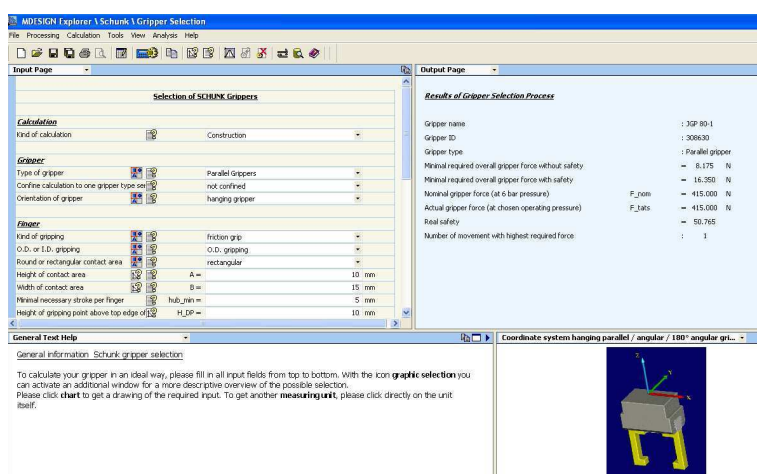 MDESIGN Explorer \ Schunk \ Gripper Selection
File Processing Calculation Tools View Analysis Help
Input Page
Selection of SCHUNK Grippers
Calculation
Kind of calculation Construction
Gripper
Type of gripper Parallel Grippers
Confine calculation to one gripper type ser not confined
Orientation of gripper hanging gripper
Finger
Kind of gripping friction grip
O.D. or I.D. gripping O.D. gripping
Round or rectangular contact area rectangular
Height of contact area A = 10 mm
Width of contact area B = 15 mm
Minimal necessary stroke per finger hub_min = 5 mm
Height of gripping point above top edge of H_DP = 10 mm
Output Page
Results of Gripper Selection Process
Gripper name : JGP 80-1
Gripper ID : 308630
Gripper type : Parallel gripper
Minimal required overall gripper force without safety = 8.175 N
Minimal required overall gripper force with safety = 16.350 N
Nominal gripper force (at 6 bar pressure) F_nom = 415.000 N
Actual gripper force (at chosen operating pressure) F_tats = 415.000 N
Real safety = 50.765
Number of movement with highest required force : 1
General Text Help
General information Schunk gripper selection
To calculate your gripper in an ideal way, please fill in all input fields from top to bottom. With the icon graphic selection you
can activate an additional window for a more descriptive overview of the possible selection.
Please click chart to get a drawing of the required input. To get another measuring unit, please click directly on the unit
itself.
Coordinate system hanging parallel / angular / 180° angular gri...
Z
Y
X